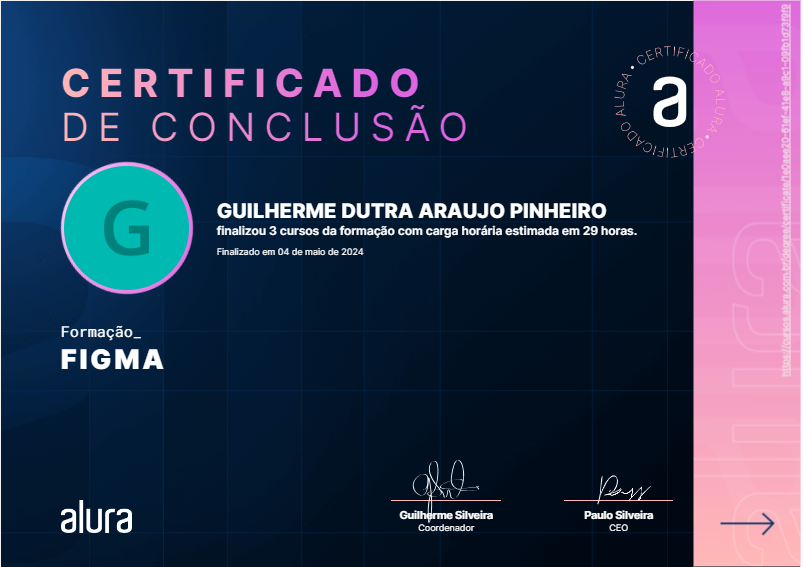 CERTIFICADO
DE CONCLUSÃO
CERTIFICADO ALURA • CERTIFICADO ALURA •
a
G
GUILHERME DUTRA ARAUJO PINHEIRO
finalizou 3 cursos da formação com carga horária estimada em 29 horas.
Finalizado em 04 de maio de 2024
Formação_
FIGMA
alura
Guilherme Silveira
Coordenador
Paulo Silveira
CEO
alura